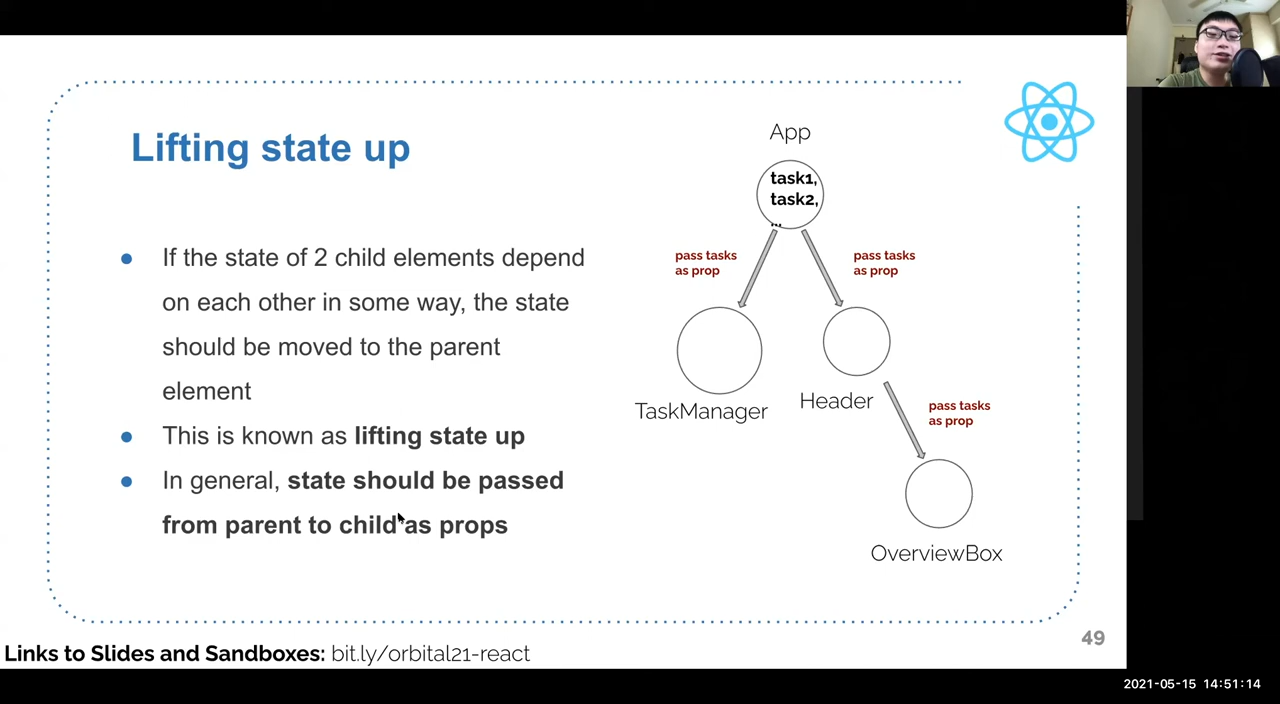 Lifting state up
If the state of 2 child elements depend
on each other in some way, the state
should be moved to the parent
element
This is known as lifting state up
In general, state should be passed
from parent to child as props
App
task1,
task2,
...
pass tasks
as prop
pass tasks
as prop
TaskManager
Header
pass tasks
as prop
OverviewBox
49
Links to Slides and Sandboxes: bit.ly/orbital21-react
2021-05-15 14:51:14